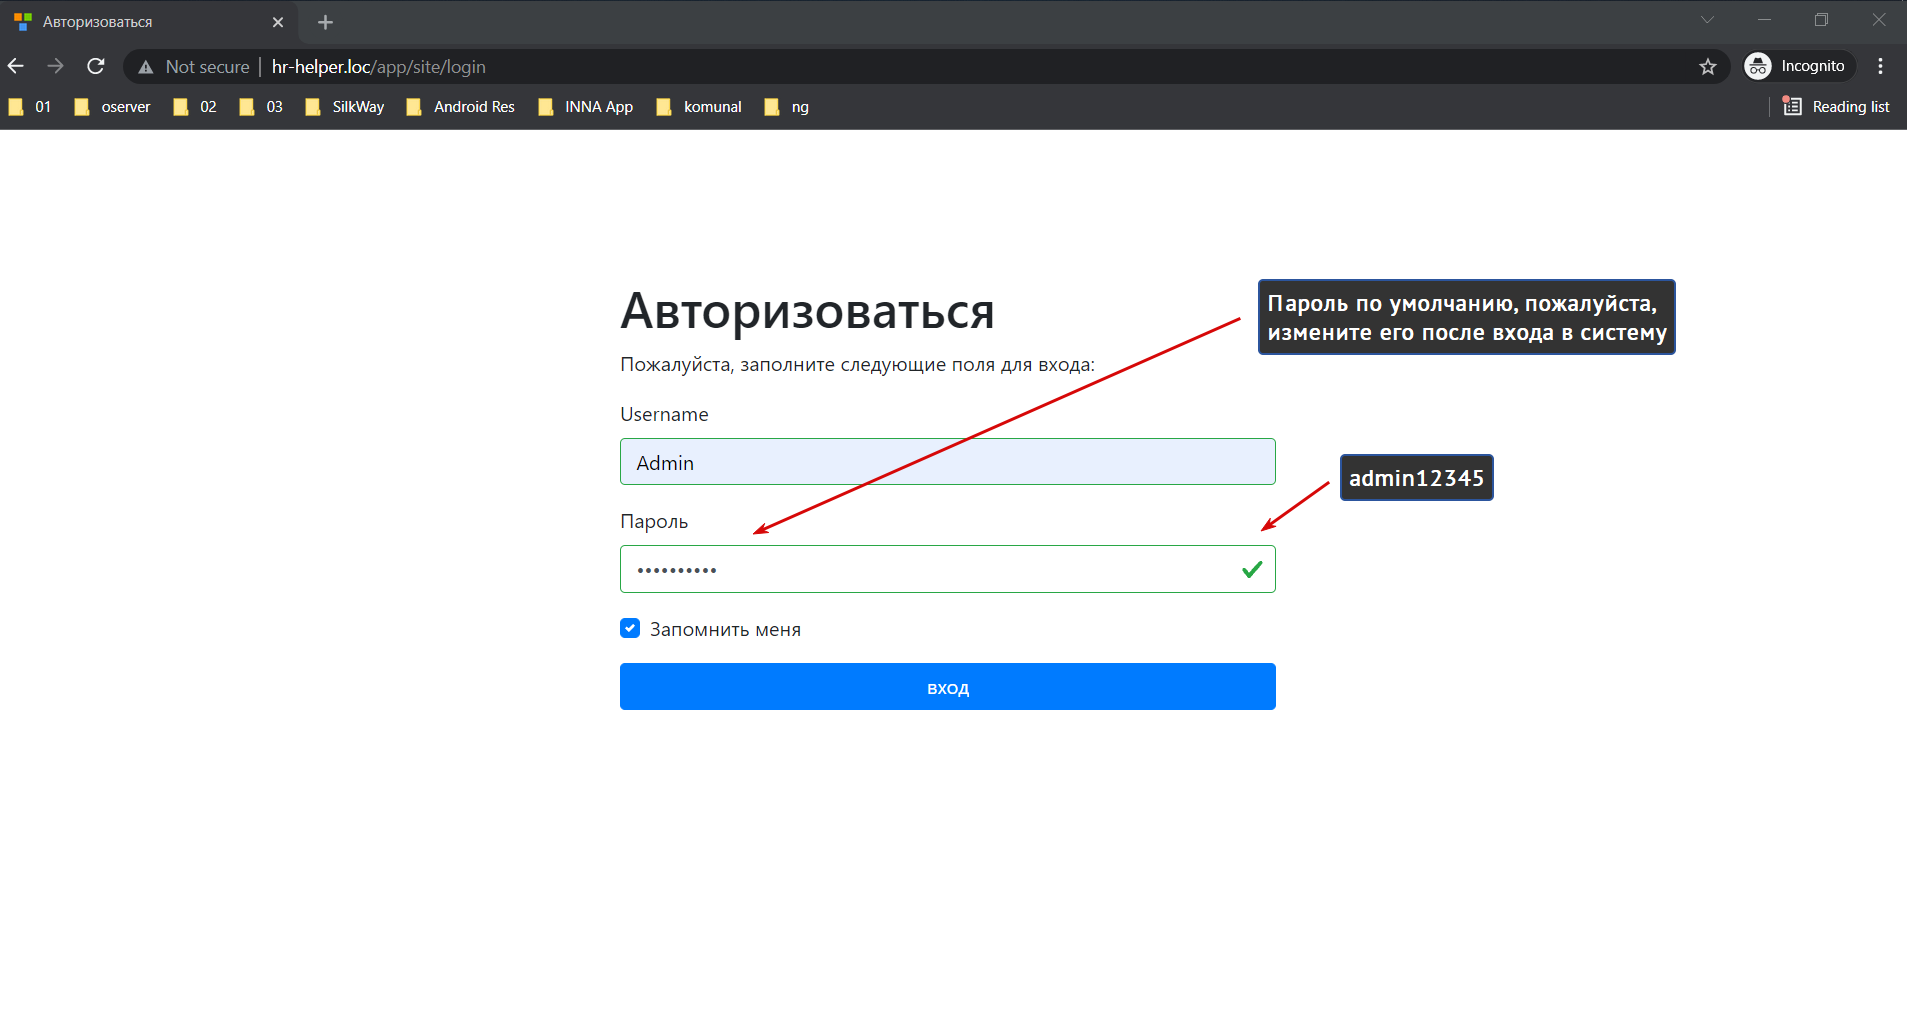 Авторизоваться
Not secure
hr-helper.loc/app/site/login
Incognito
01
oserver
02
03
SilkWay
Android Res
INNA App
komunal
ng
Reading list
Авторизоваться
Пожалуйста, заполните следующие поля для входа:
Username
Admin
Пароль
••••••••••
Запомнить меня
ВХОД
Пароль по умолчанию, пожалуйста,
измените его после входа в систему
admin12345